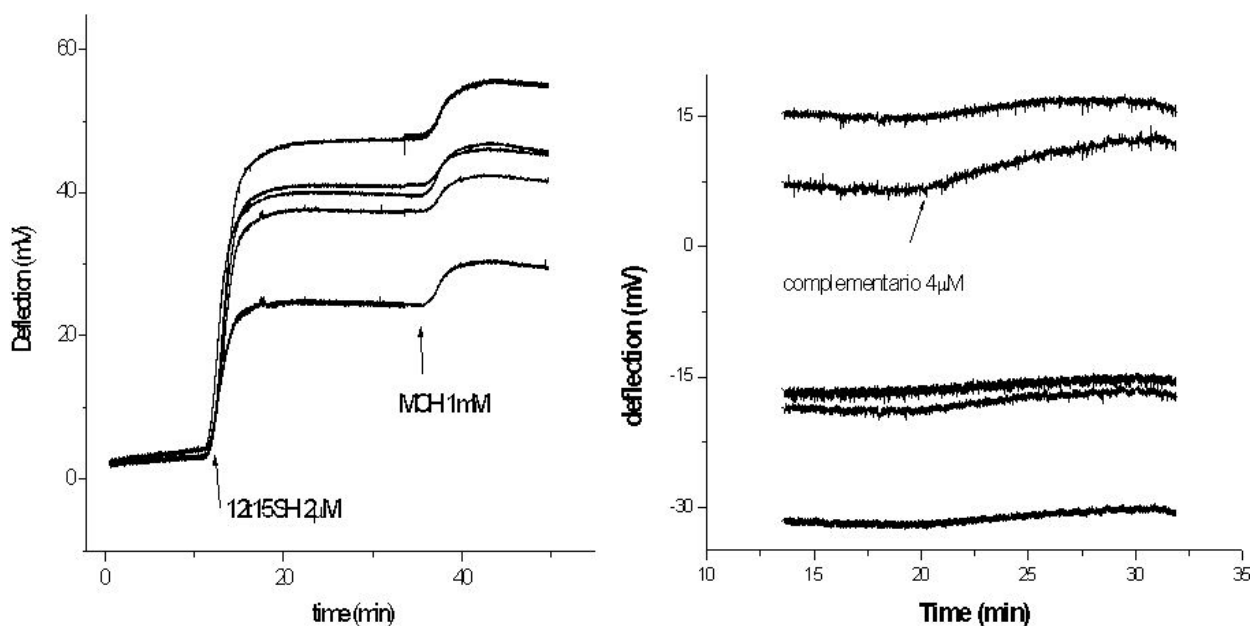 60
40
20
0
Deflection (mV)
MCH 1mM
12t15SH 2μM
0
20
40
time (min)
15
0
-15
-30
deflection (mV)
complementario 4μM
10
15
20
25
30
35
Time (min)